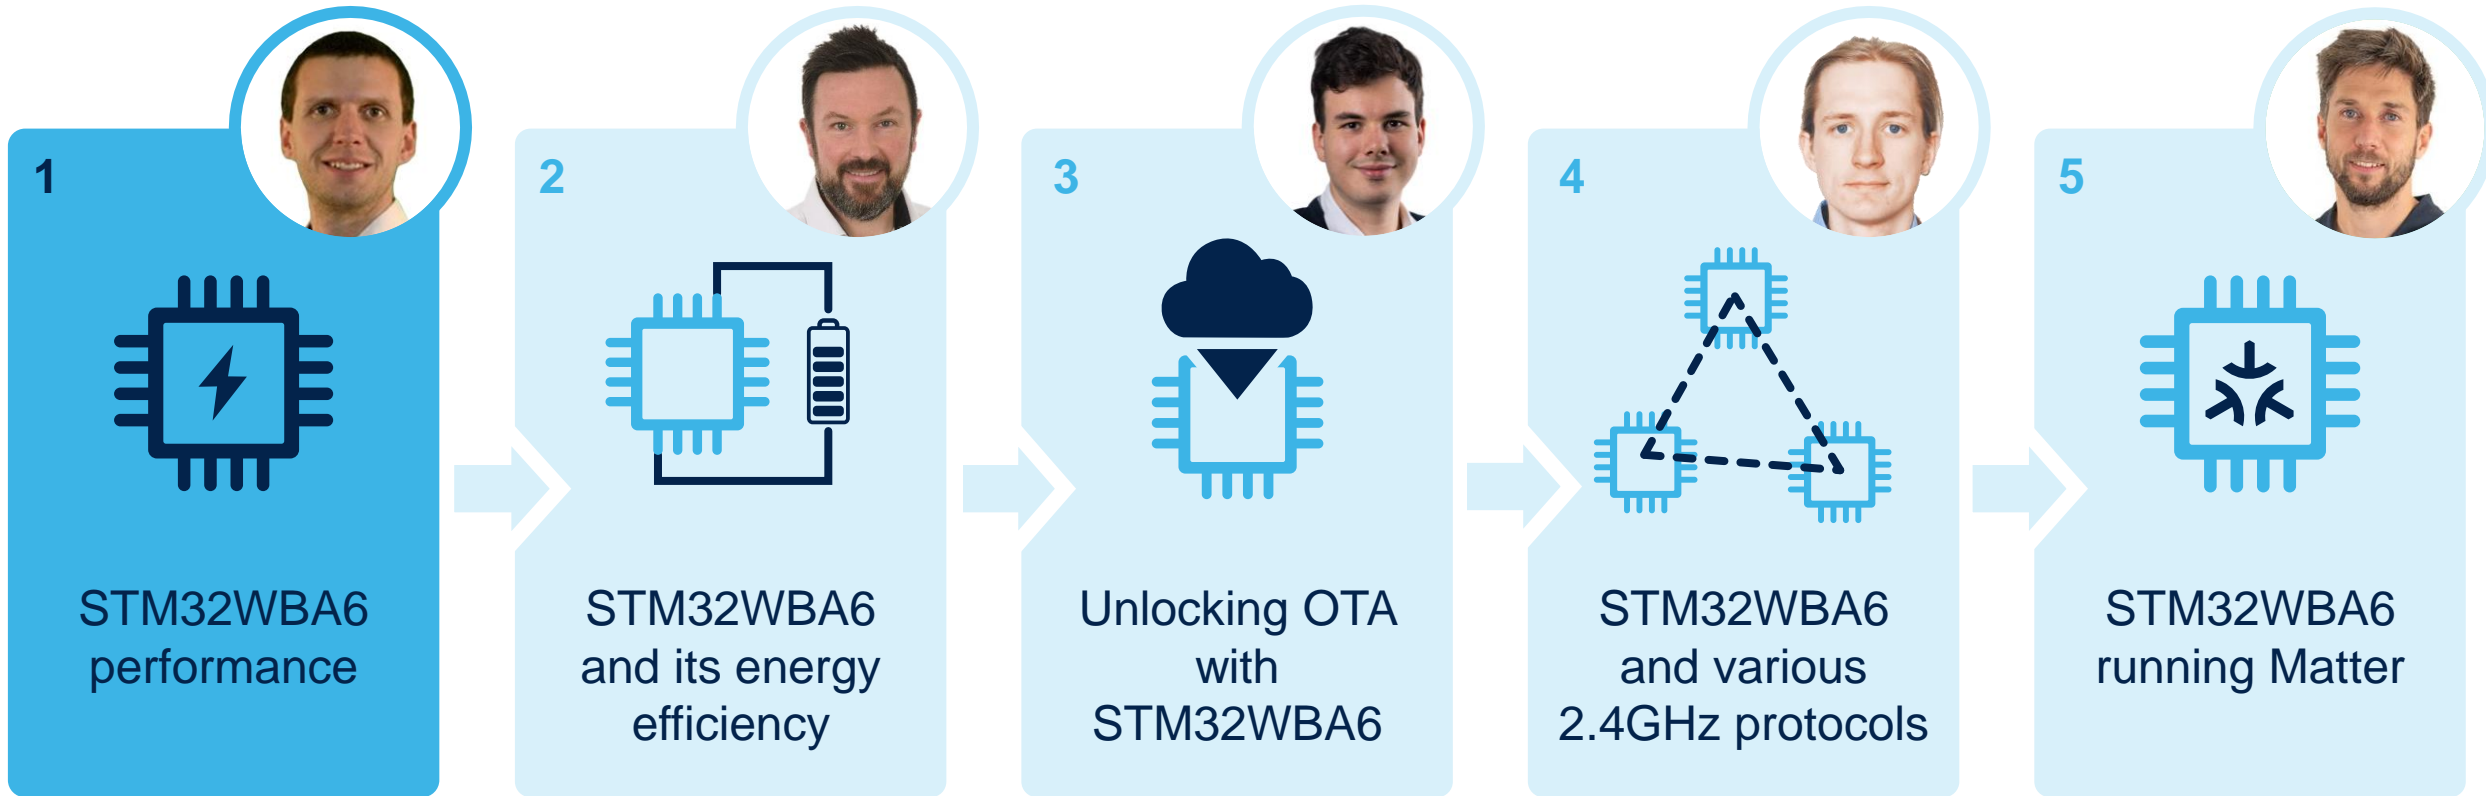 1
STM32WBA6
performance
2
STM32WBA6
and its energy
efficiency
3
Unlocking OTA
with
STM32WBA6
4
STM32WBA6
and various
2.4GHz protocols
5
STM32WBA6
running Matter